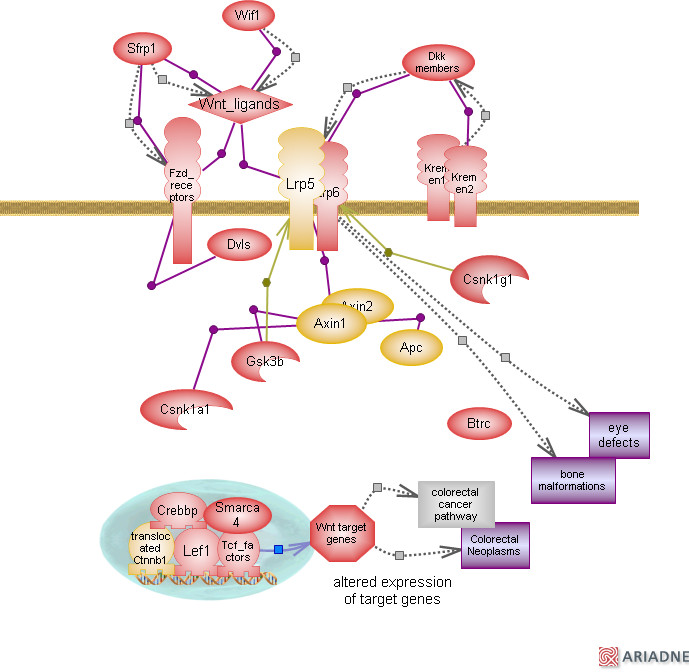 Wif1
Sfrp1
Dkk
members
Wnt_ligands
Fzd_
rece
ptors
Lrp5
Lrp6
Krem
en1
Krem
en2
Dvls
Csnk1g1
Axin2
Axin1
Apc
Gsk3b
Csnk1a1
Btrc
eye
defects
bone
malformations
Crebbp
Smarca
4
transloc
ated
Ctnnb1
Lef1
Tcf_fa
ctors
Wnt target
genes
colorectal
cancer
pathway
Colorectal
Neoplasms
altered expression
of target genes
ARIADNE